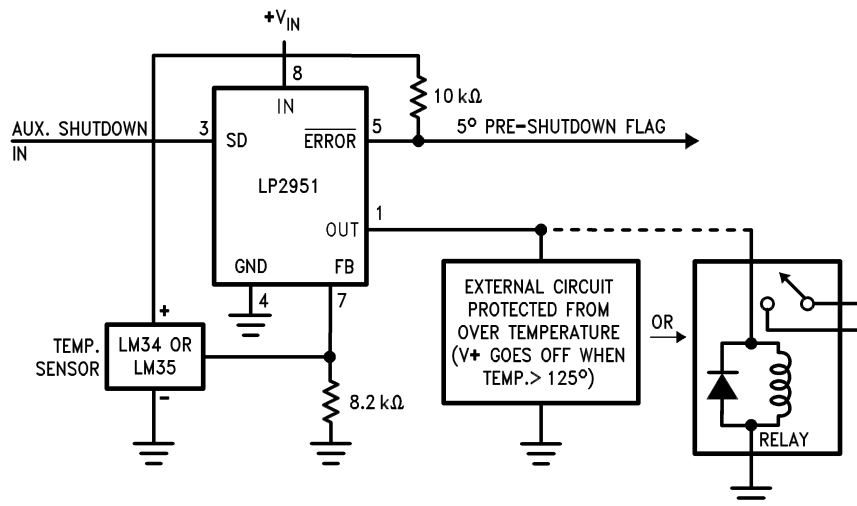 +VIN
8
IN
10 kΩ
AUX. SHUTDOWN
IN
3
SD
ERROR
5
5° PRE-SHUTDOWN FLAG
LP2951
OUT
1
GND
FB
4
7
TEMP.
SENSOR
+
LM34 OR
LM35
−
8.2 kΩ
EXTERNAL CIRCUIT
PROTECTED FROM
OVER TEMPERATURE
(V+ GOES OFF WHEN
TEMP.> 125°)
OR
RELAY